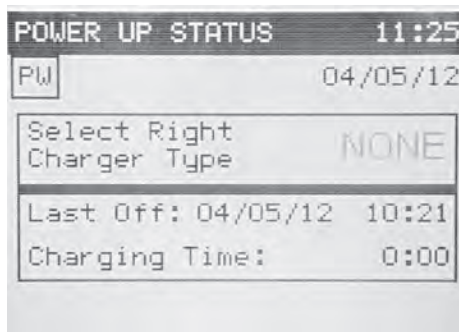 POWER UP STATUS 11:25
PW 04/05/12
Select Right
Charger Type NONE
Last Off: 04/05/12 10:21
Charging Time: 0:00